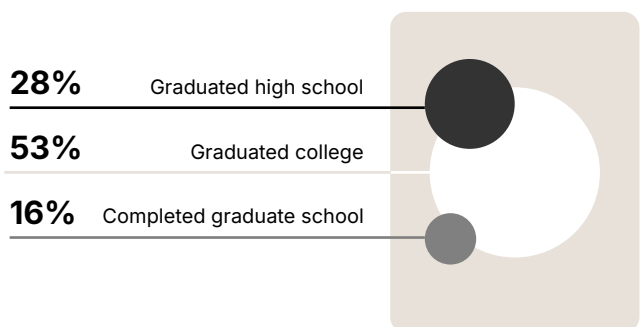 28% Graduated high school
53% Graduated college
16% Completed graduate school